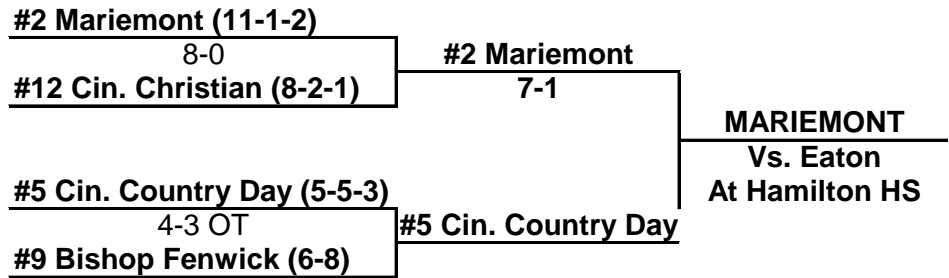 #2 Mariemont (11-1-2)
8-0
#12 Cin. Christian (8-2-1)
#2 Mariemont
7-1
MARIEMONT
Vs. Eaton
At Hamilton HS
#5 Cin. Country Day (5-5-3)
4-3 OT
#9 Bishop Fenwick (6-8)
#5 Cin. Country Day